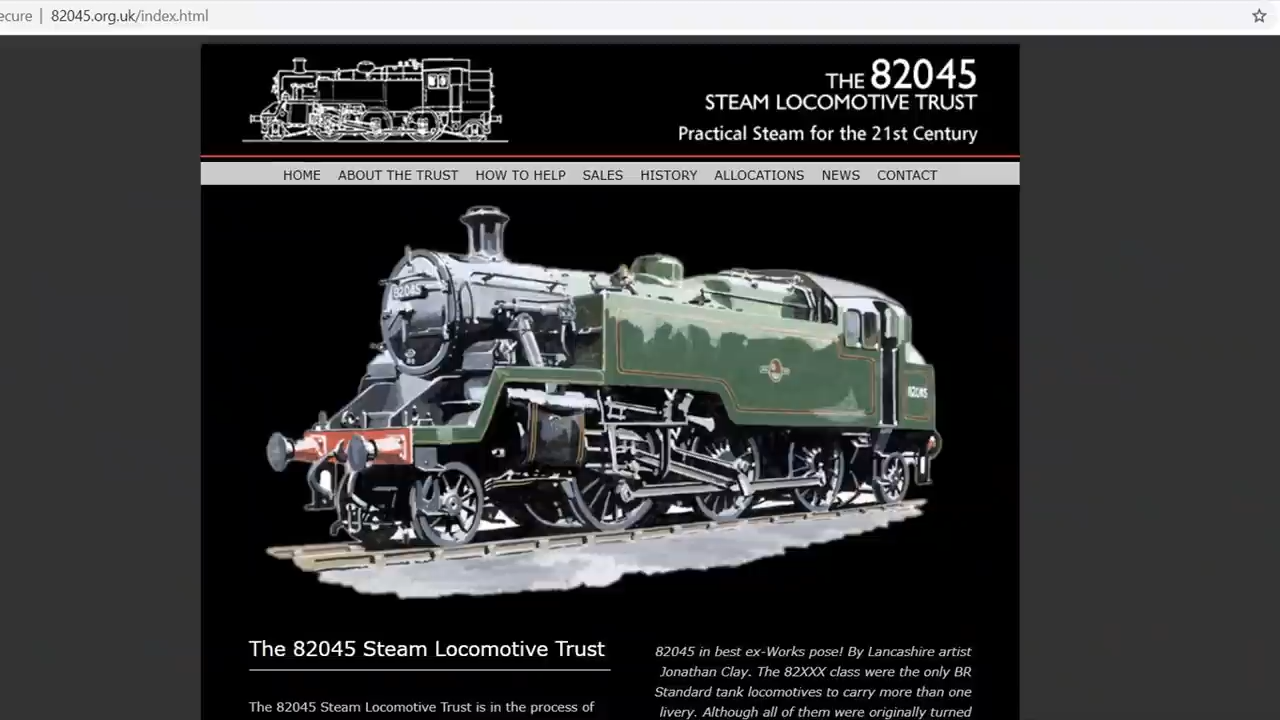 ecure | 82045.org.uk/index.html
THE 82045
STEAM LOCOMOTIVE TRUST
Practical Steam for the 21st Century
HOME ABOUT THE TRUST HOW TO HELP SALES HISTORY ALLOCATIONS NEWS CONTACT
82045
82045
The 82045 Steam Locomotive Trust
The 82045 Steam Locomotive Trust is in the process of
82045 in best ex-Works pose! By Lancashire artist
Jonathan Clay. The 82XXX class were the only BR
Standard tank locomotives to carry more than one
livery. Although all of them were originally turned